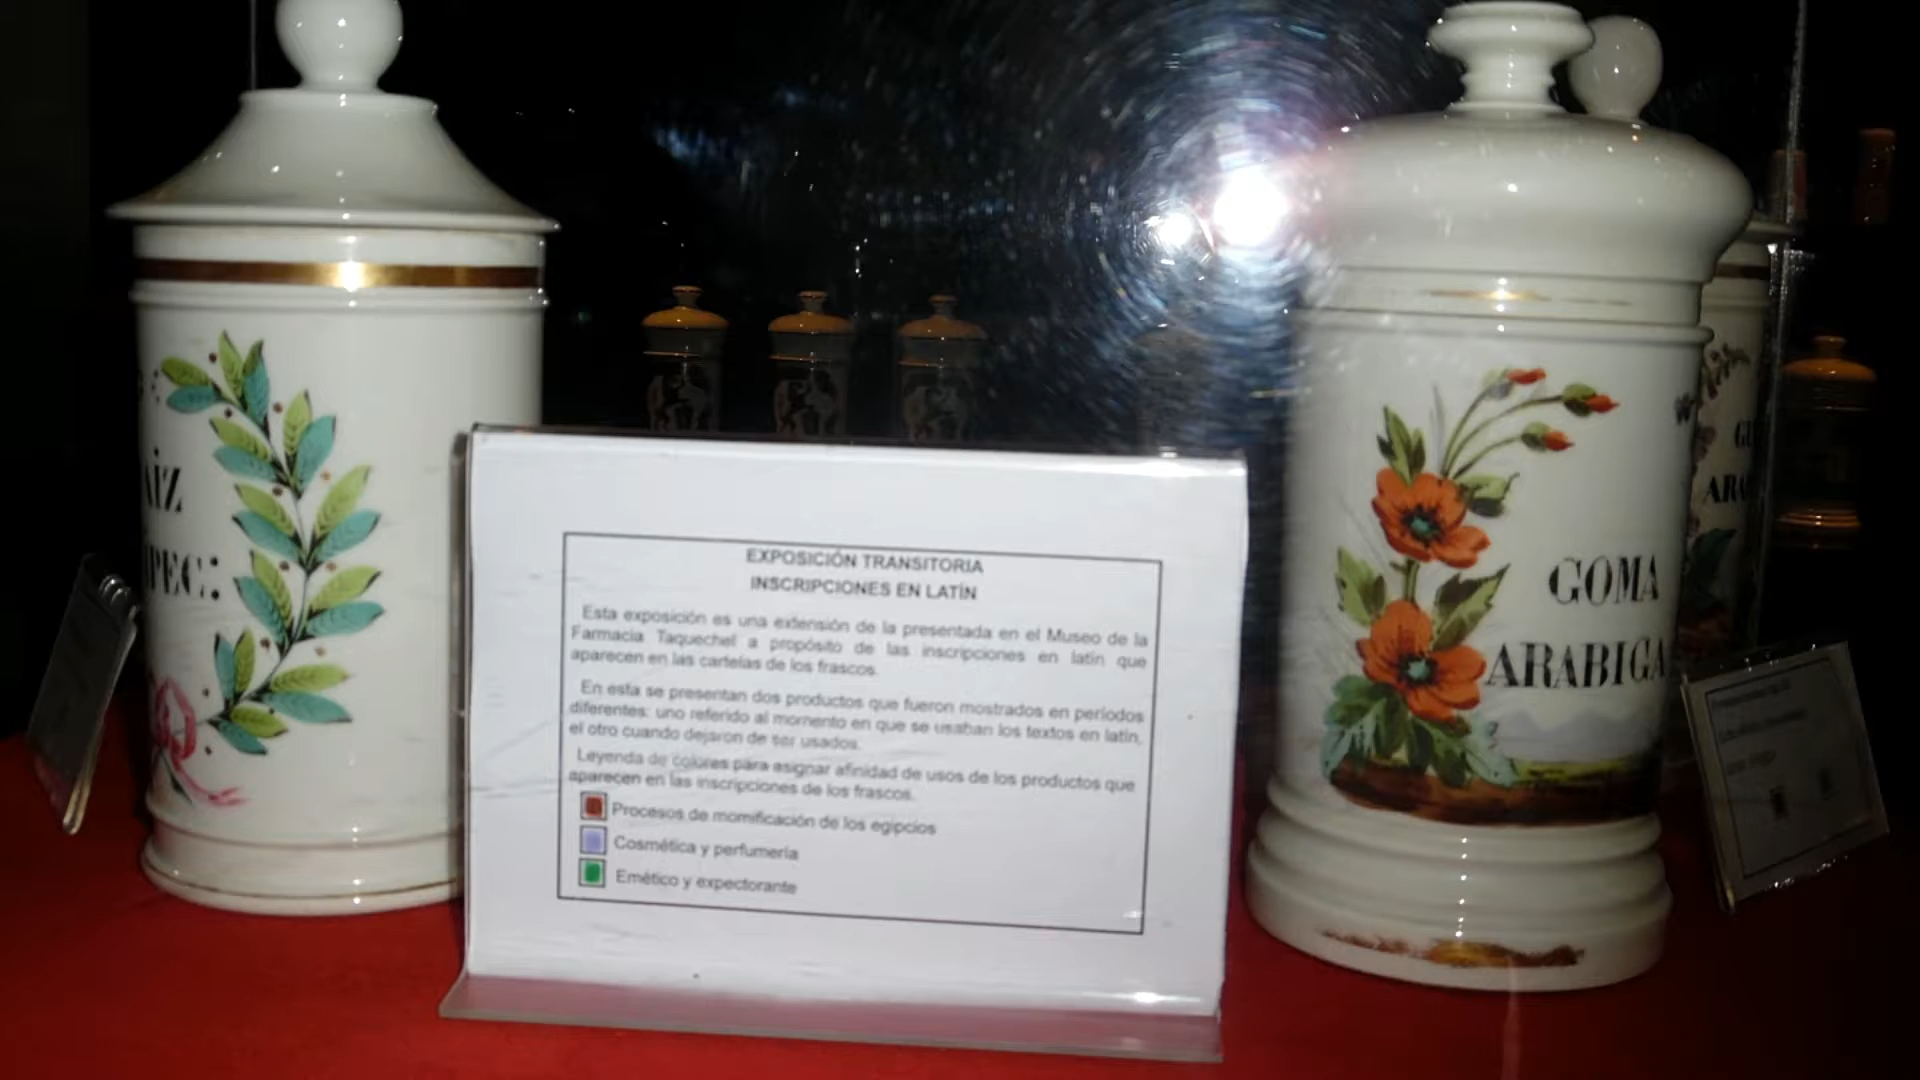 AÍZ
IPEC:
EXPOSICIÓN TRANSITORIA
INSCRIPCIONES EN LATÍN
Esta exposición es una extensión de la presentada en el Museo de la
Farmacia Taquechel a propósito de las inscripciones en latín que
aparecen en las cartelas de los frascos.
En esta se presentan dos productos que fueron mostrados en períodos
diferentes: uno referido al momento en que se usaban los textos en latín,
el otro cuando dejaron de ser usados.
Leyenda de colores para asignar afinidad de usos de los productos que
aparecen en las inscripciones de los frascos.
Procesos de momificación de los egipcios
Cosmética y perfumería
Emético y expectorante
GOMA
ARABIGA